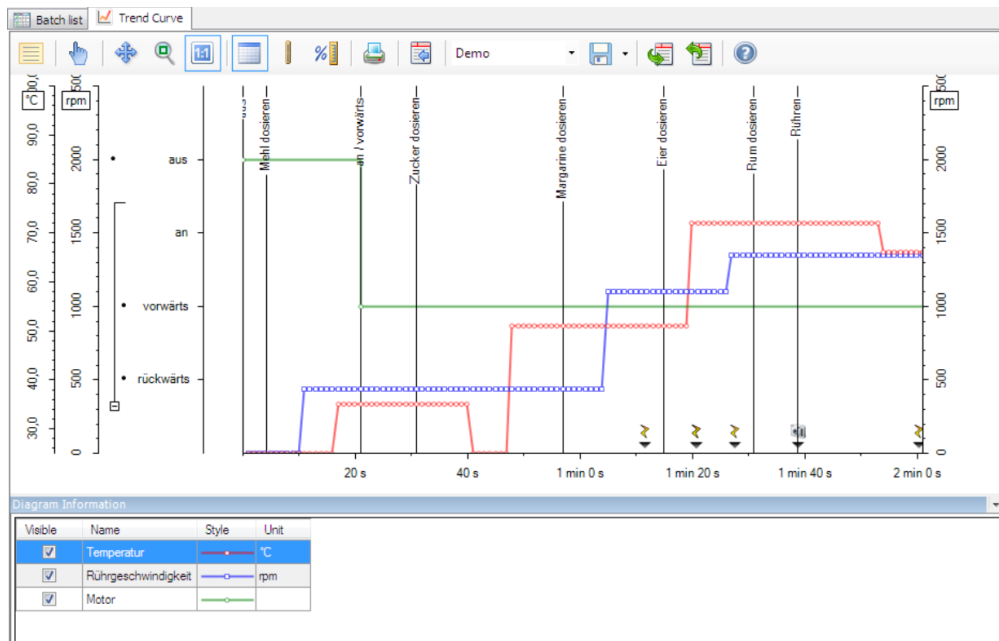 Batch list
Trend Curve
1:1
%
Demo
?
°C
rpm
90,0
80,0
70,0
60,0
50,0
40,0
30,0
2000
1500
1000
500
0
aus
an
vorwärts
rückwärts
Mehl dosieren
an / vorwärts
Zucker dosieren
Margarine dosieren
Eier dosieren
Rum dosieren
Rühren
rpm
2000
1500
1000
500
0
20 s
40 s
1 min 0 s
1 min 20 s
1 min 40 s
2 min 0 s
Diagram Information
Visible Name Style Unit
Temperatur °C
Rührgeschwindigkeit rpm
Motor